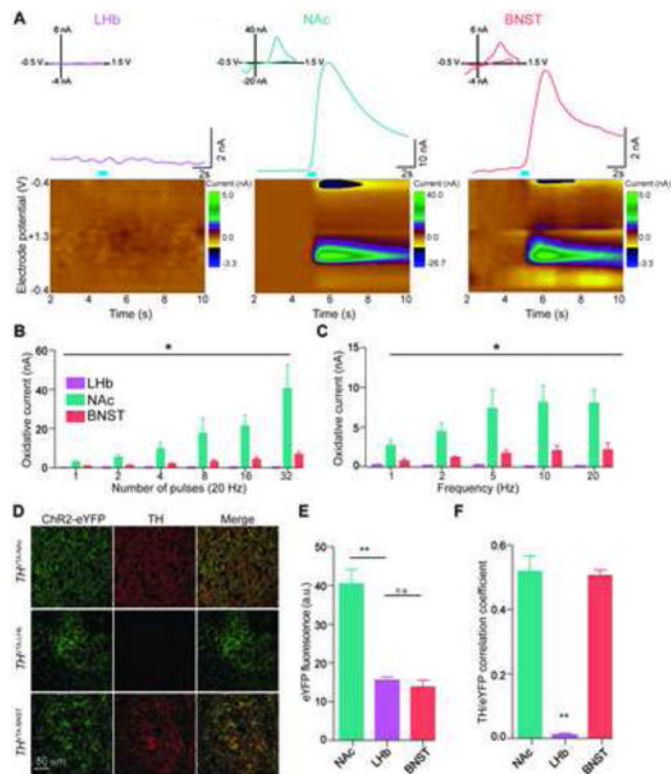 A
LHb
NAc
BNST
6 nA
-0.5 V
1.5 V
-4 nA
2 nA
2s
40 nA
-0.5 V
1.5 V
-20 nA
10 nA
2s
6 nA
-0.5 V
1.5 V
-4 nA
2 nA
2s
Electrode potential (V)
-0.4
+1.3
-0.4
2 4 6 8 10
Time (s)
Current (nA)
5.0
0.0
-3.3
2 4 6 8 10
Time (s)
Current (nA)
40.0
0.0
-26.7
2 4 6 8 10
Time (s)
Current (nA)
5.0
0.0
-3.3
B
Oxidative current (nA)
60
40
20
0
*
LHb
NAc
BNST
1 2 4 8 16 32
Number of pulses (20 Hz)
C
Oxidative current (nA)
15
10
5
0
*
1 2 5 10 20
Frequency (Hz)
D
ChR2-eYFP TH Merge
TH VTA-NAc
TH VTA-LHb
TH VTA-BNST
50 um
E
eYFP fluorescence (a.u.)
50
40
30
20
10
0
**
n.s
NAc
LHb
BNST
F
TH/eYFP correlation coefficient
0.6
0.4
0.2
0.0
**
NAc
LHb
BNST